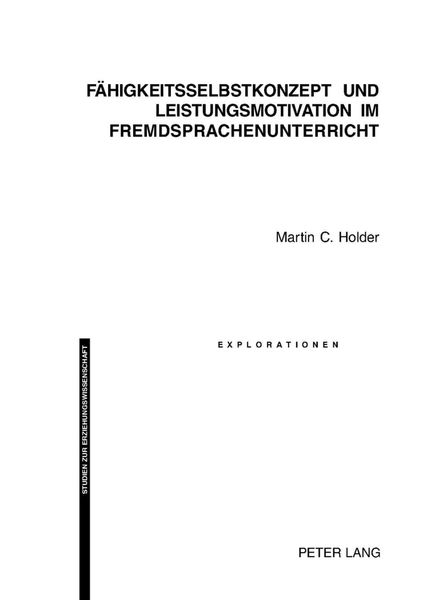 FÄHIGKEITSSELBSTKONZEPT UND
LEISTUNGSMOTIVATION IM
FREMDSPRACHENUNTERRICHT
Martin C. Holder
EXPLORATIONEN
STUDIEN ZUR ERZIEHUNGSWISSENSCHAFT
PETER LANG